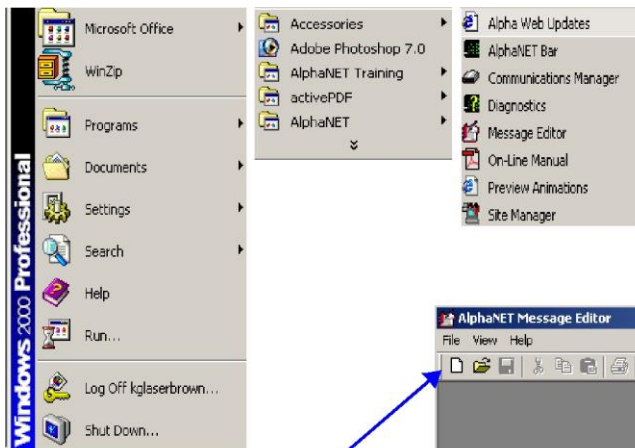 Microsoft Office
WinZip
Programs
Documents
Settings
Search
Help
Run...
Log Off kglaserbrown...
Shut Down...
Windows 2000 Professional
Accessories
Adobe Photoshop 7.0
AlphaNET Training
activePDF
AlphaNET
Alpha Web Updates
AlphaNET Bar
Communications Manager
Diagnostics
Message Editor
On-Line Manual
Preview Animations
Site Manager
AlphaNET Message Editor
File View Help